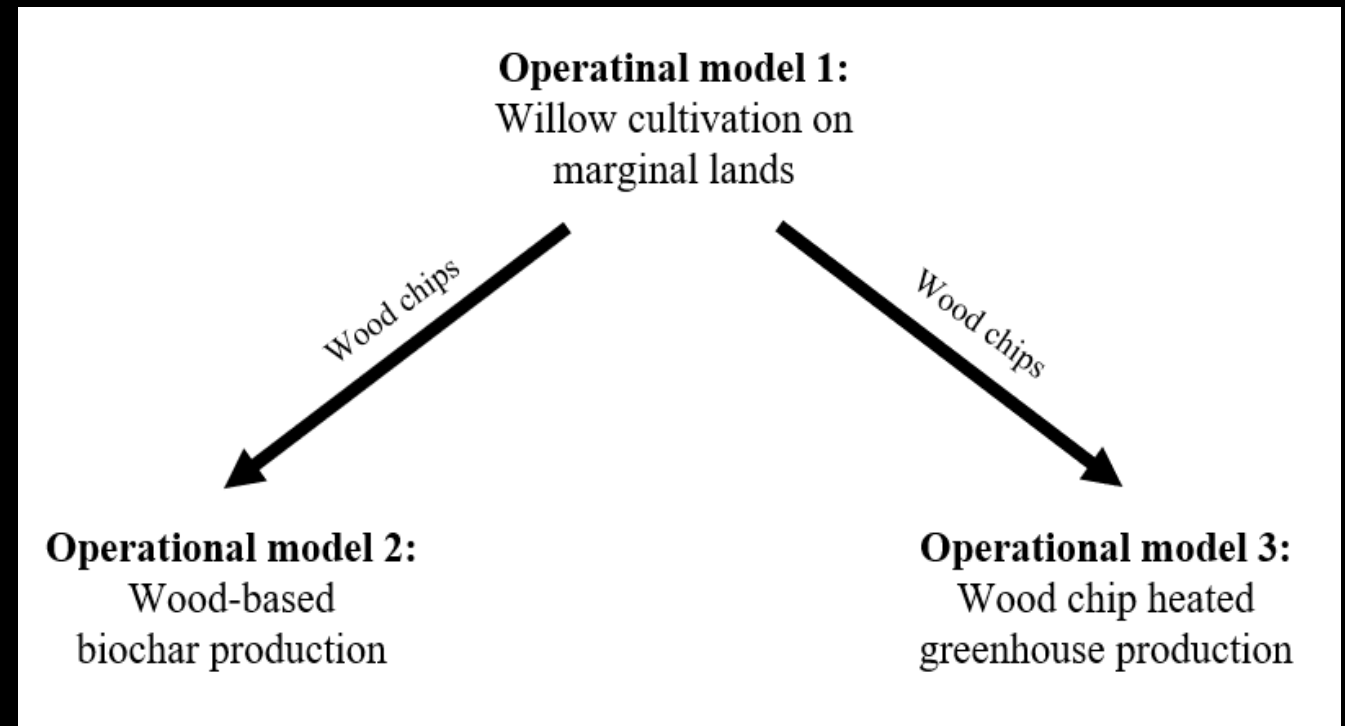 Operatinal model 1:
Willow cultivation on
marginal lands
Wood chips
Wood chips
Operational model 2:
Wood-based
biochar production
Operational model 3:
Wood chip heated
greenhouse production